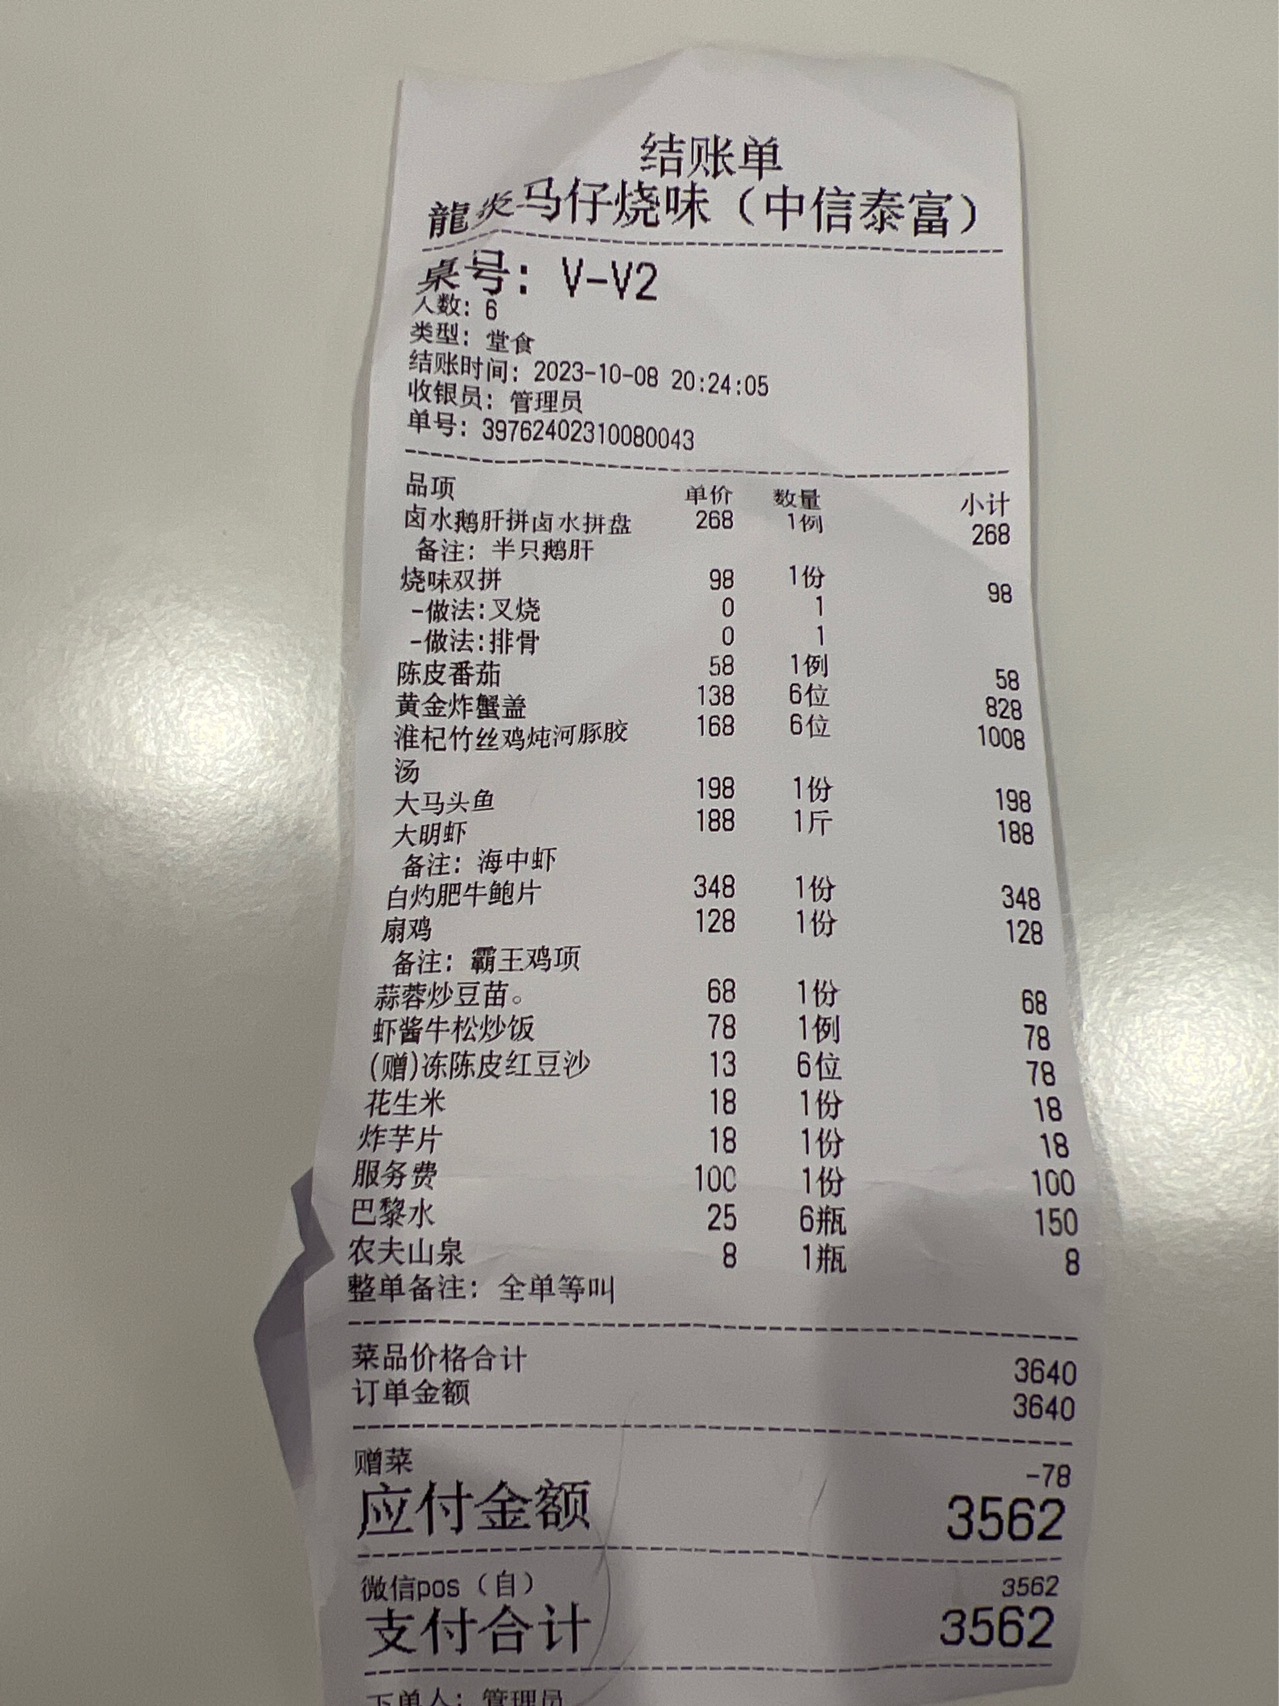 结账单
龍炎马仔烧味（中信泰富）
桌号：V-V2
人数：6
类型：堂食
结账时间：2023-10-08 20:24:05
收银员：管理员
单号：39762402310080043
品项 单价 数量 小计
卤水鹅肝拼卤水拼盘 268 1例 268
备注：半只鹅肝
烧味双拼 98 1份 98
-做法:叉烧 0 1
-做法:排骨 0 1
陈皮番茄 58 1例 58
黄金炸蟹盖 138 6位 828
淮杞竹丝鸡炖河豚胶 168 6位 1008
汤
大马头鱼 198 1份 198
大明虾 188 1斤 188
备注：海中虾
白灼肥牛鲍片 348 1份 348
扇鸡 128 1份 128
备注：霸王鸡项
蒜蓉炒豆苗。 68 1份 68
虾酱牛松炒饭 78 1例 78
(赠)冻陈皮红豆沙 13 6位 78
花生米 18 1份 18
炸芋片 18 1份 18
服务费 100 1份 100
巴黎水 25 6瓶 150
农夫山泉 8 1瓶 8
整单备注：全单等叫
菜品价格合计 3640
订单金额 3640
赠菜 -78
应付金额 3562
微信pos（自） 3562
支付合计 3562
下单人：管理员